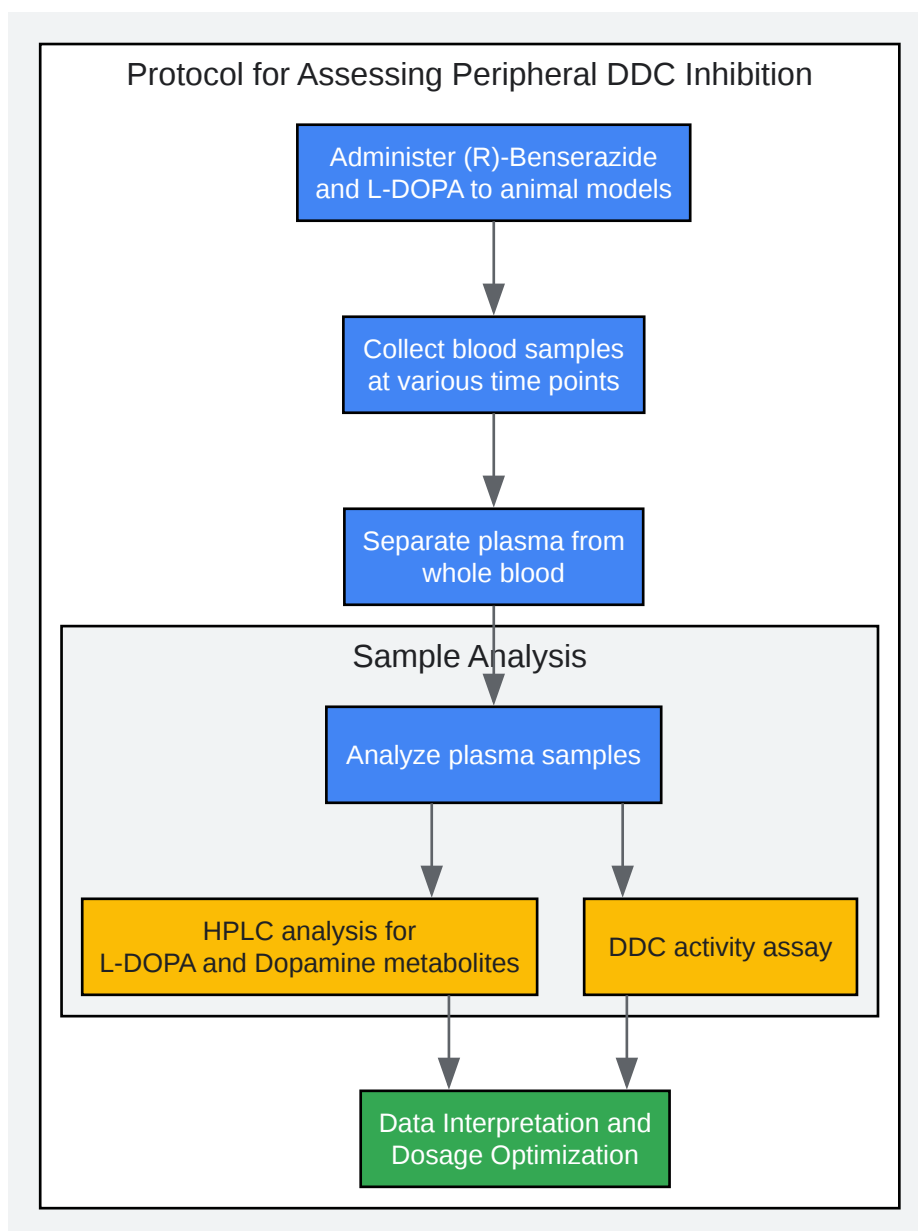 Protocol for Assessing Peripheral DDC Inhibition
Administer (R)-Benserazide
and L-DOPA to animal models
Collect blood samples
at various time points
Separate plasma from
whole blood
Sample Analysis
Analyze plasma samples
HPLC analysis for
L-DOPA and Dopamine metabolites
DDC activity assay
Data Interpretation and
Dosage Optimization